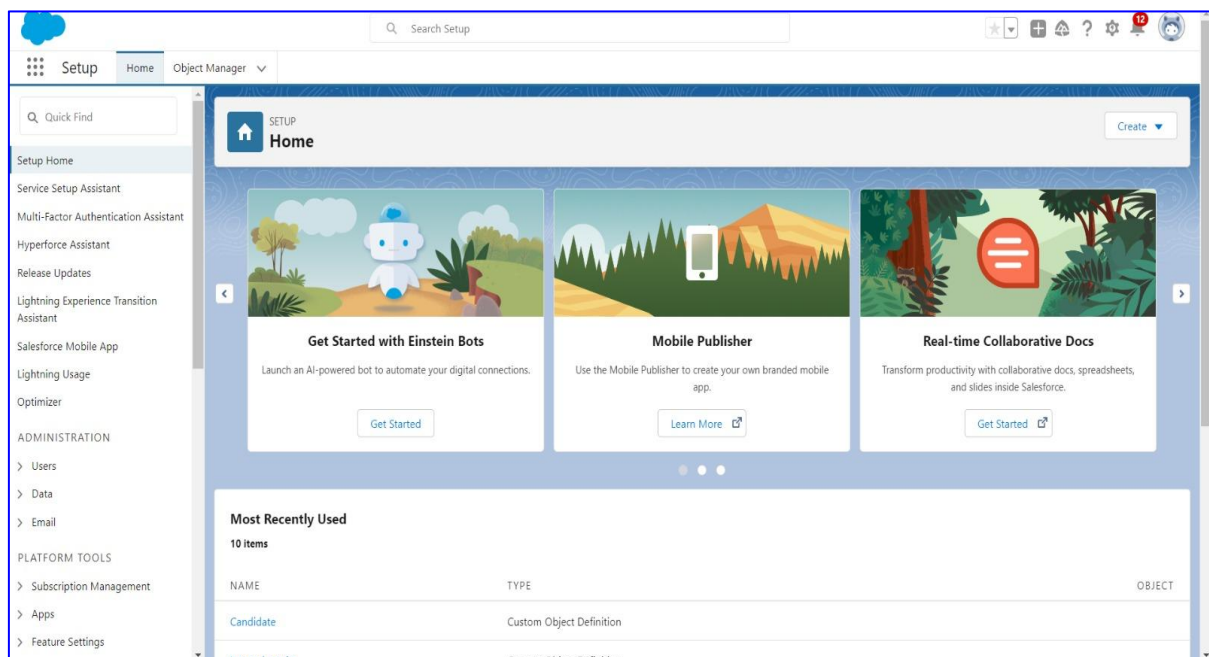 Search Setup
12
Setup
Home
Object Manager
Quick Find
Setup Home
Service Setup Assistant
Multi-Factor Authentication Assistant
Hyperforce Assistant
Release Updates
Lightning Experience Transition
Assistant
Salesforce Mobile App
Lightning Usage
Optimizer
ADMINISTRATION
Users
Data
Email
PLATFORM TOOLS
Subscription Management
Apps
Feature Settings
SETUP
Home
Create
Get Started with Einstein Bots
Launch an AI-powered bot to automate your digital connections.
Get Started
Mobile Publisher
Use the Mobile Publisher to create your own branded mobile
app.
Learn More
Real-time Collaborative Docs
Transform productivity with collaborative docs, spreadsheets,
and slides inside Salesforce.
Get Started
Most Recently Used
10 items
NAME TYPE OBJECT
Candidate Custom Object Definition